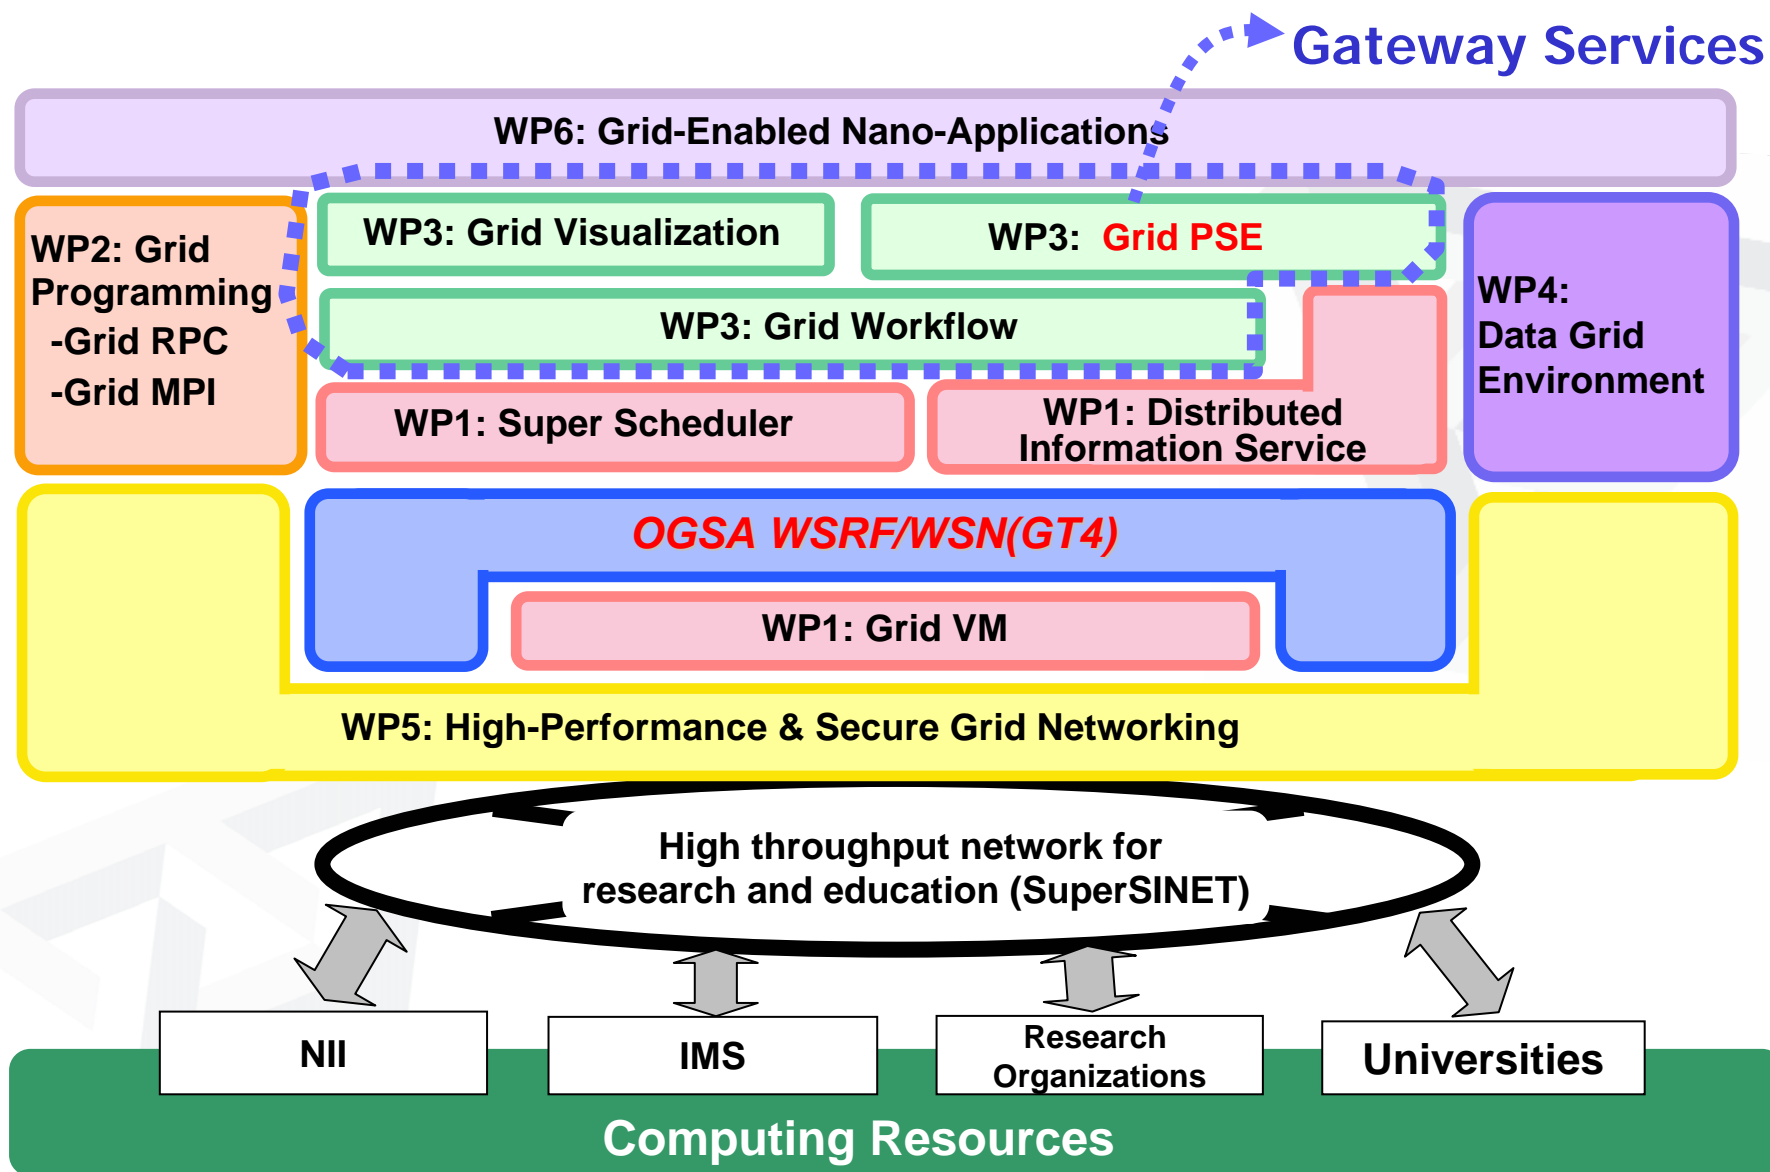 Gateway Services
WP6: Grid-Enabled Nano-Applications
WP2: Grid
Programming
-Grid RPC
-Grid MPI
WP3: Grid Visualization
WP3: Grid PSE
WP3: Grid Workflow
WP1: Super Scheduler
WP1: Distributed
Information Service
WP4:
Data Grid
Environment
OGSA WSRF/WSN(GT4)
WP1: Grid VM
WP5: High-Performance & Secure Grid Networking
High throughput network for
research and education (SuperSINET)
NII
IMS
Research
Organizations
Universities
Computing Resources